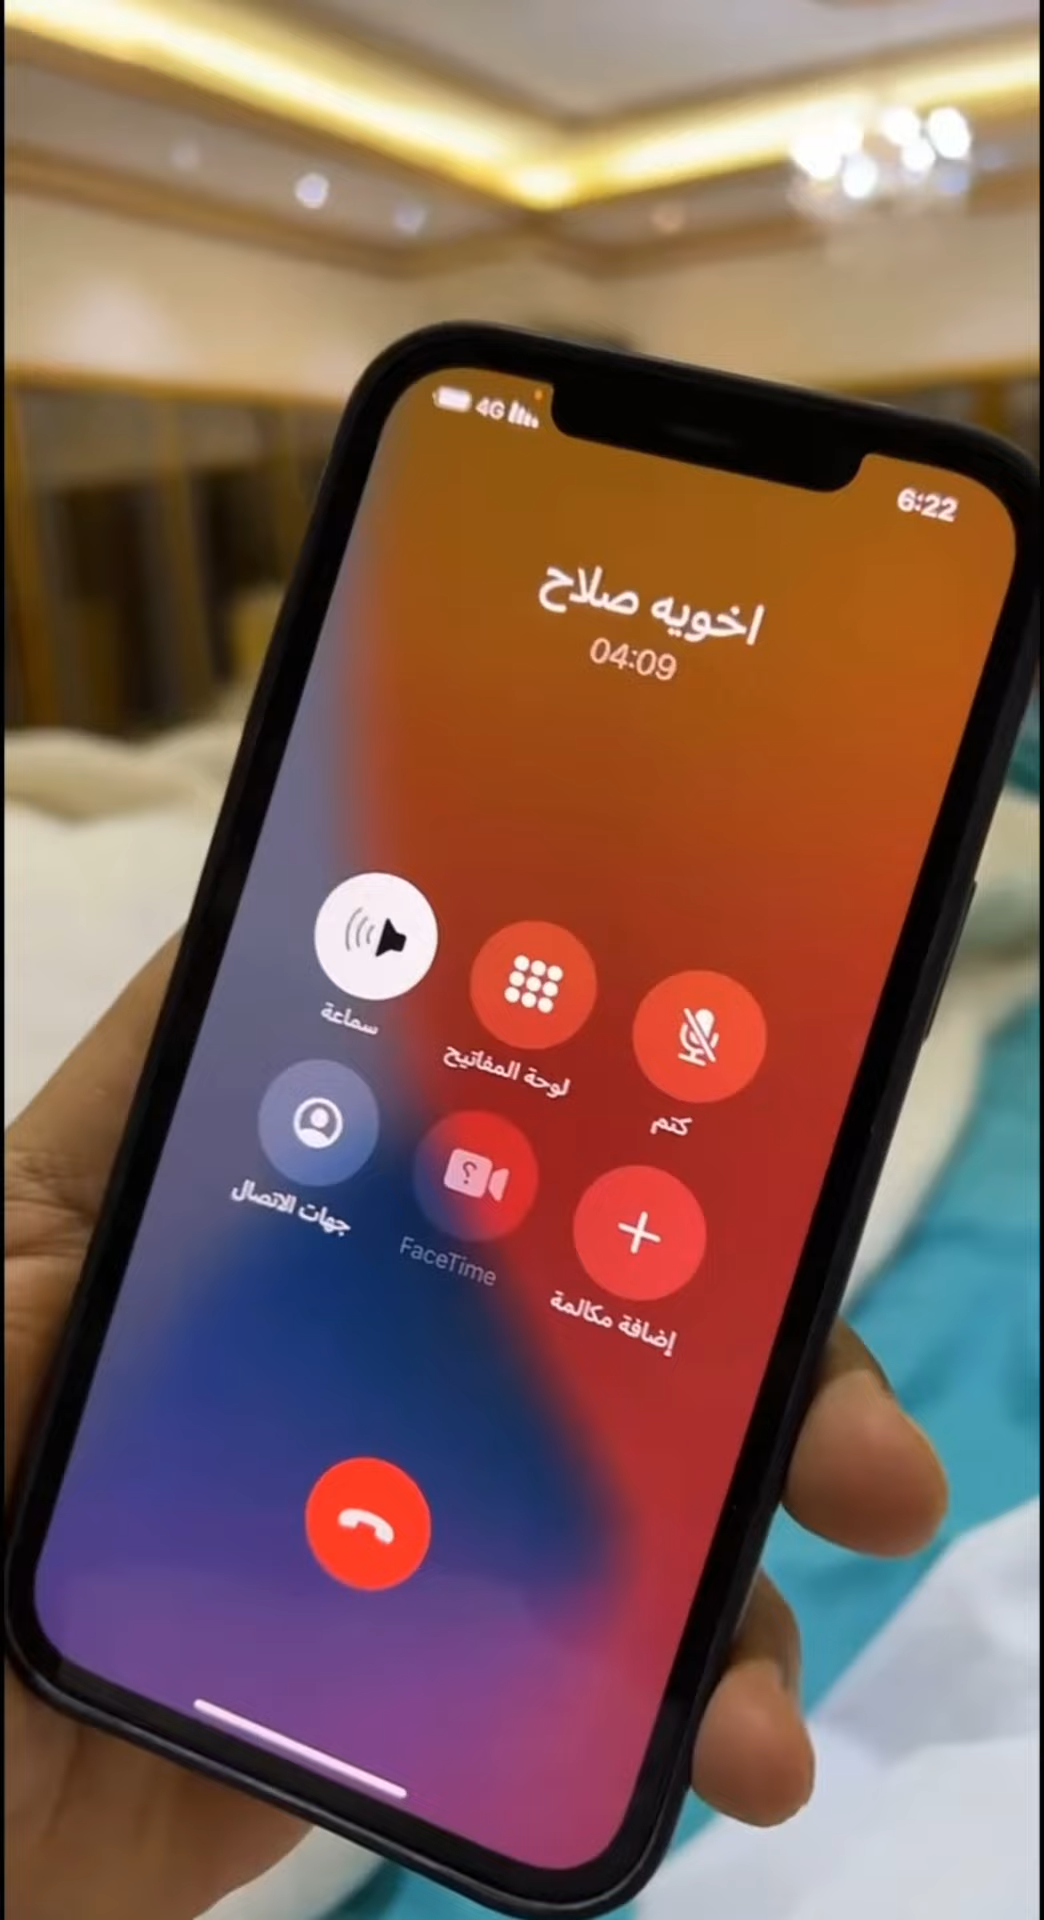 6:22
4G
اخويه صلاح
04:09
كتم
لوحة المفاتيح
سماعة
إضافة مكالمة
FaceTime
جهات الاتصال